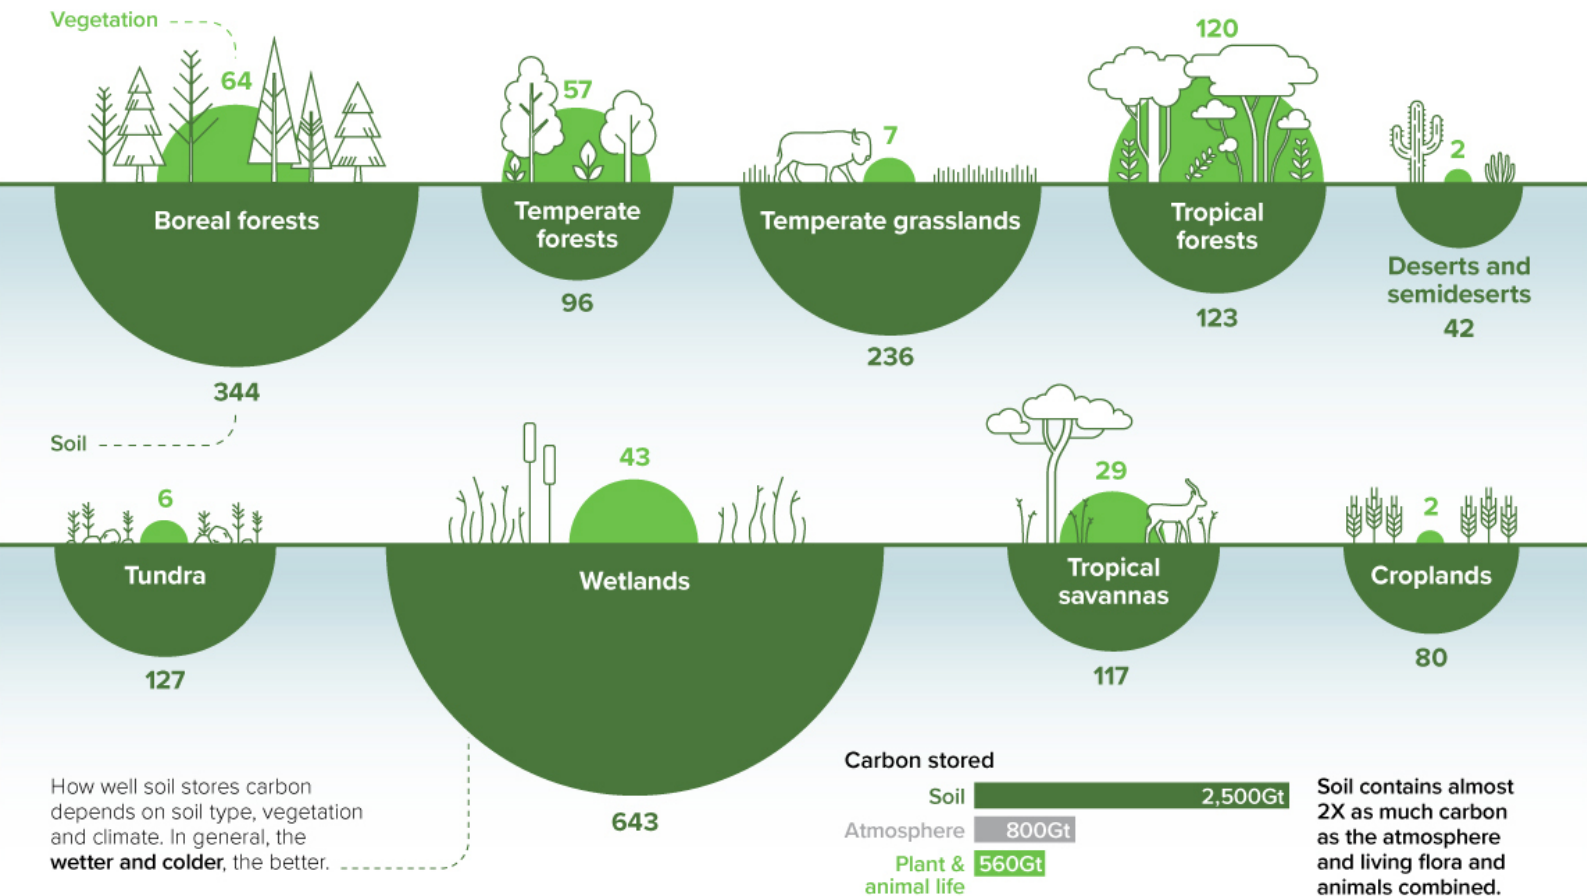 Vegetation
64
57
7
120
2
Boreal forests
Temperate
forests
Temperate grasslands
Tropical
forests
Deserts and
semideserts
344
96
236
123
42
Soil
6
43
29
2
Tundra
Wetlands
Tropical
savannas
Croplands
127
643
117
80
How well soil stores carbon
depends on soil type, vegetation
and climate. In general, the
wetter and colder, the better.
Carbon stored
Soil 2,500Gt
Atmosphere 800Gt
Plant & 560Gt
animal life
Soil contains almost
2X as much carbon
as the atmosphere
and living flora and
animals combined.